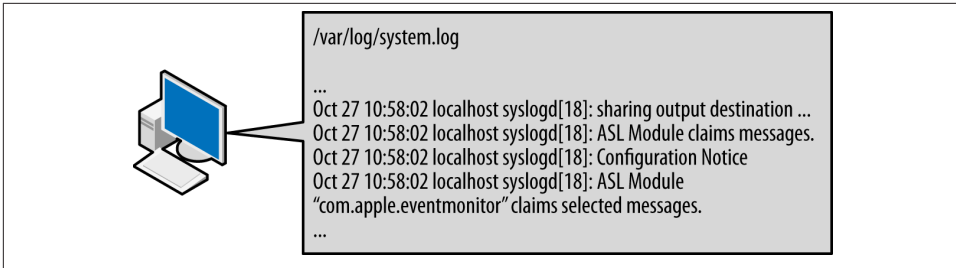 /var/log/system.log
...
Oct 27 10:58:02 localhost syslogd[18]: sharing output destination ...
Oct 27 10:58:02 localhost syslogd[18]: ASL Module claims messages.
Oct 27 10:58:02 localhost syslogd[18]: Configuration Notice
Oct 27 10:58:02 localhost syslogd[18]: ASL Module
“com.apple.eventmonitor” claims selected messages.
...